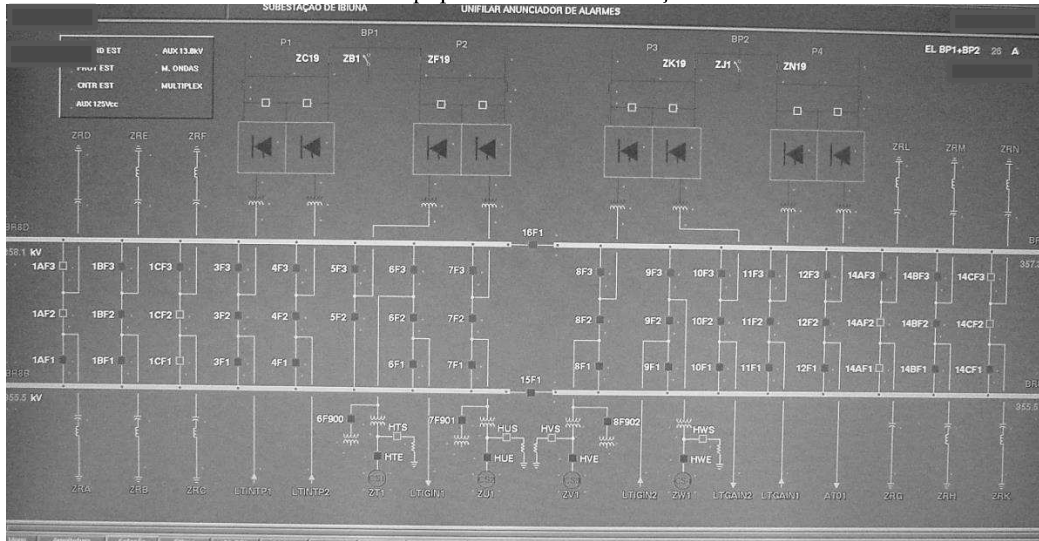 SUBESTAÇÃO DE IBIUNA UNIFILAR ANUNCIADOR DE ALARMES
P1 BP1 P2 P3 BP2 P4 EL BP1+BP2 26 A
ZC19 ZB1 ZF19 ZK19 ZJ1 ZN19
EST AUX 13.8kV
EST M. ONDAS
CNTR EST MULTIPLEX
AUX 125Vcc
ZRD ZRE ZRF ZRL ZRM ZRN
16F1
kV
1AF3 1BF3 1CF3 3F3 4F3 5F3 6F3 7F3 8F3 9F3 10F3 11F3 12F3 14AF3 14BF3 14CF3
1AF2 1BF2 1CF2 3F2 4F2 5F2 6F2 7F2 8F2 9F2 10F2 11F2 12F2 14AF2 14BF2 14CF2
1AF1 1BF1 1CF1 3F1 4F1 6F1 7F1 8F1 9F1 10F1 11F1 12F1 14AF1 14BF1 14CF1
15F1
kV
6F900 7F901 8F902
HTS HUS HVS HWS
HTE HUE HVE HWE
ZRA ZRB ZRC LTINTP1 LTINTP2 ZT1 LTIGIN1 ZU1 ZV1 LTIGIN2 ZW1 LTGAIN2 LTGAIN1 AT01 ZRG ZRH ZRK